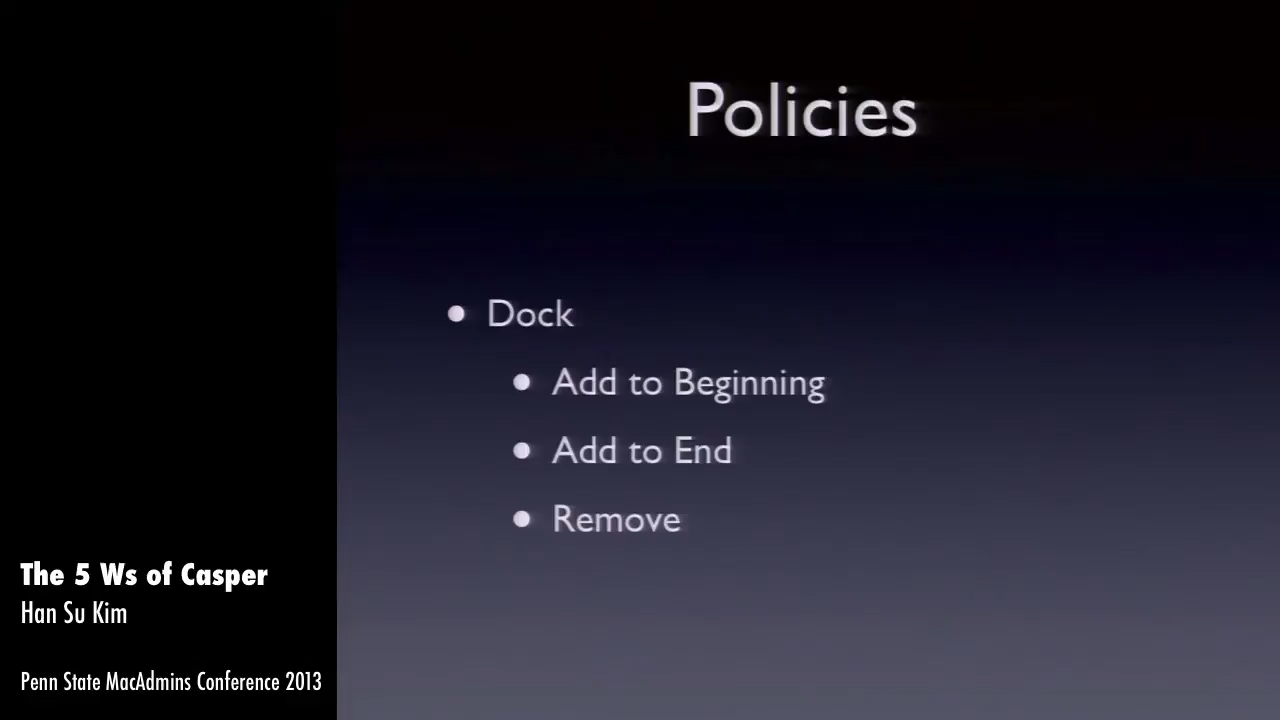 Policies
Dock
Add to Beginning
Add to End
Remove
The 5 Ws of Casper
Han Su Kim
Penn State MacAdmins Conference 2013